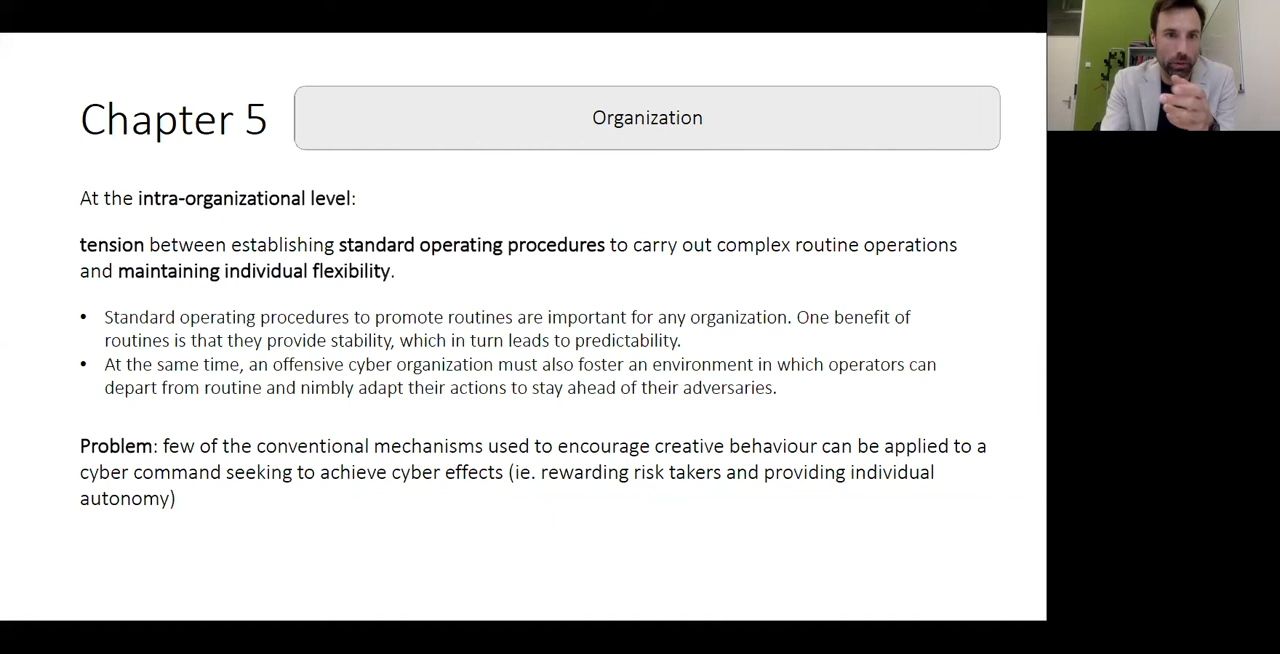 Chapter 5
Organization
At the intra-organizational level:
tension between establishing standard operating procedures to carry out complex routine operations
and maintaining individual flexibility.
• Standard operating procedures to promote routines are important for any organization. One benefit of
routines is that they provide stability, which in turn leads to predictability.
• At the same time, an offensive cyber organization must also foster an environment in which operators can
depart from routine and nimbly adapt their actions to stay ahead of their adversaries.
Problem: few of the conventional mechanisms used to encourage creative behaviour can be applied to a
cyber command seeking to achieve cyber effects (ie. rewarding risk takers and providing individual
autonomy)